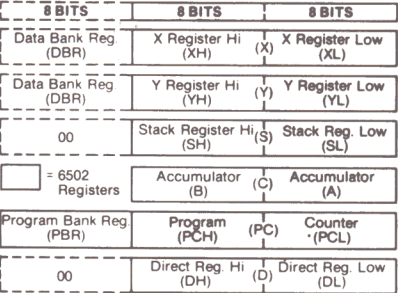 8 BITS 8 BITS 8 BITS
Data Bank Reg. X Register Hi (X) X Register Low
(DBR) (XH) (XL)
Data Bank Reg. Y Register Hi (Y) Y Register Low
(DBR) (YH) (YL)
00 Stack Register Hi (S) Stack Reg. Low
(SH) (SL)
= 6502 Accumulator (C) Accumulator
Registers (B) (A)
Program Bank Reg. Program (PC) Counter
(PBR) (PCH) (PCL)
00 Direct Reg. Hi (D) Direct Reg. Low
(DH) (DL)